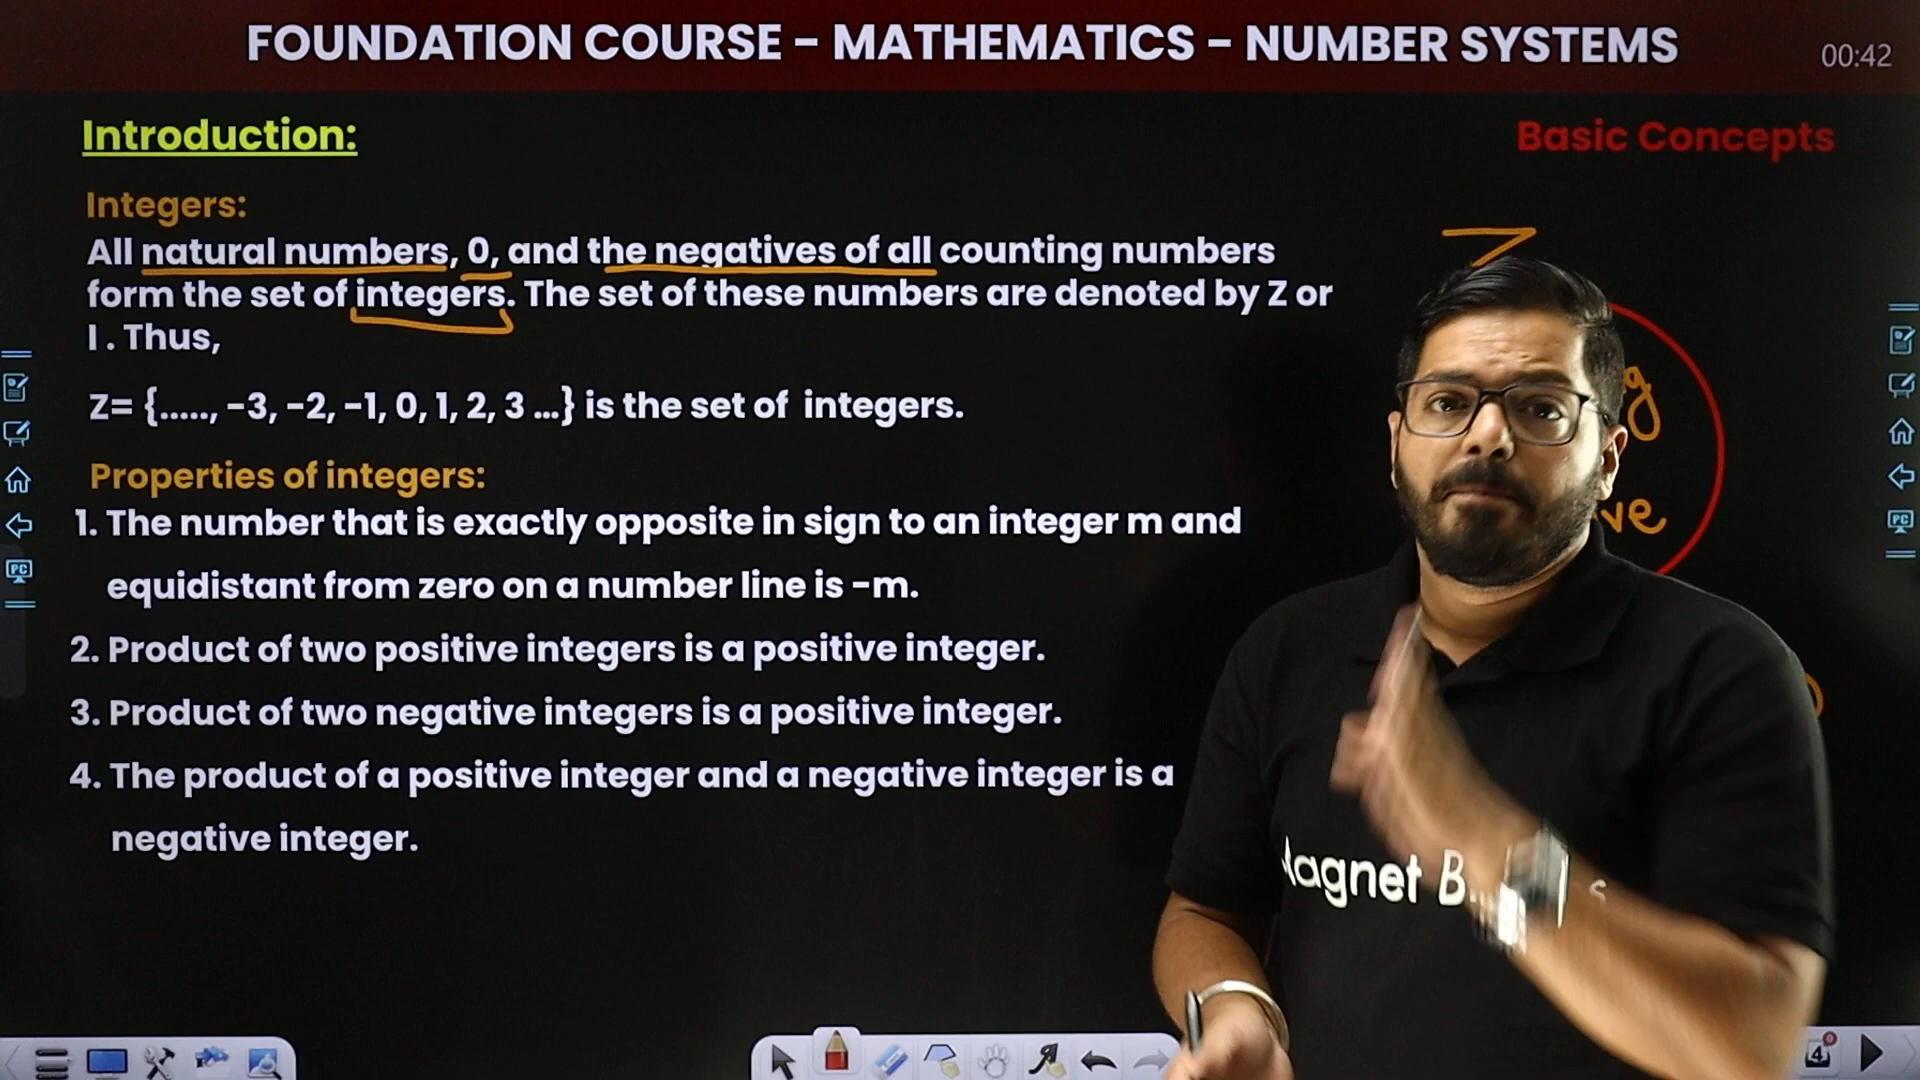 FOUNDATION COURSE - MATHEMATICS - NUMBER SYSTEMS
00:42
Introduction:
Basic Concepts
Integers:
All natural numbers, 0, and the negatives of all counting numbers
form the set of integers. The set of these numbers are denoted by Z or
I . Thus,
Z= {....., -3, -2, -1, 0, 1, 2, 3 ...} is the set of integers.
Properties of integers:
1. The number that is exactly opposite in sign to an integer m and
equidistant from zero on a number line is -m.
2. Product of two positive integers is a positive integer.
3. Product of two negative integers is a positive integer.
4. The product of a positive integer and a negative integer is a
negative integer.
PC
PC
4